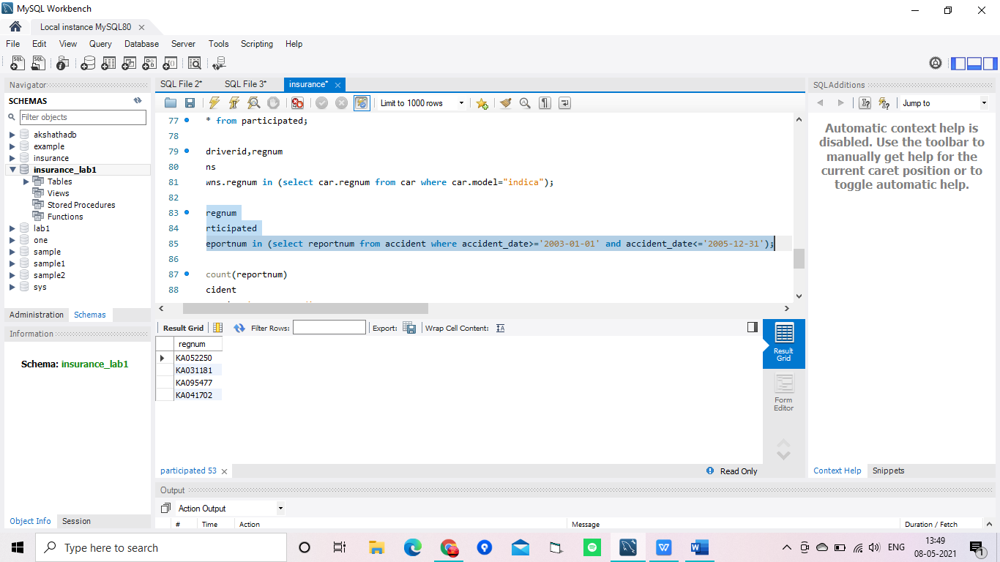 MySQL Workbench
Local instance MySQL80
File Edit View Query Database Server Tools Scripting Help
Navigator
SCHEMAS
Filter objects
akshathadb
example
insurance
insurance_lab1
Tables
Views
Stored Procedures
Functions
lab1
one
sample
sample1
sample2
sys
Administration Schemas
Information
Schema: insurance_lab1
Object Info Session
SQL File 2* SQL File 3* insurance*
Limit to 1000 rows
77 * from participated;
78
79 driverid,regnum
80 ns
81 wns.regnum in (select car.regnum from car where car.model="indica");
82
83 regnum
84 rticipated
85 eportnum in (select reportnum from accident where accident_date>='2003-01-01' and accident_date<='2005-12-31');
86
87 count(reportnum)
88 cident
Result Grid Filter Rows: Export: Wrap Cell Content:
regnum
KA052250
KA031181
KA095477
KA041702
Result
Grid
Form
Editor
participated 53
Read Only
Output
Action Output
# Time Action Message Duration / Fetch
SQLAdditions
Jump to
Automatic context help is
disabled. Use the toolbar to
manually get help for the
current caret position or to
toggle automatic help.
Context Help Snippets
Type here to search
ENG
13:49
08-05-2021
1